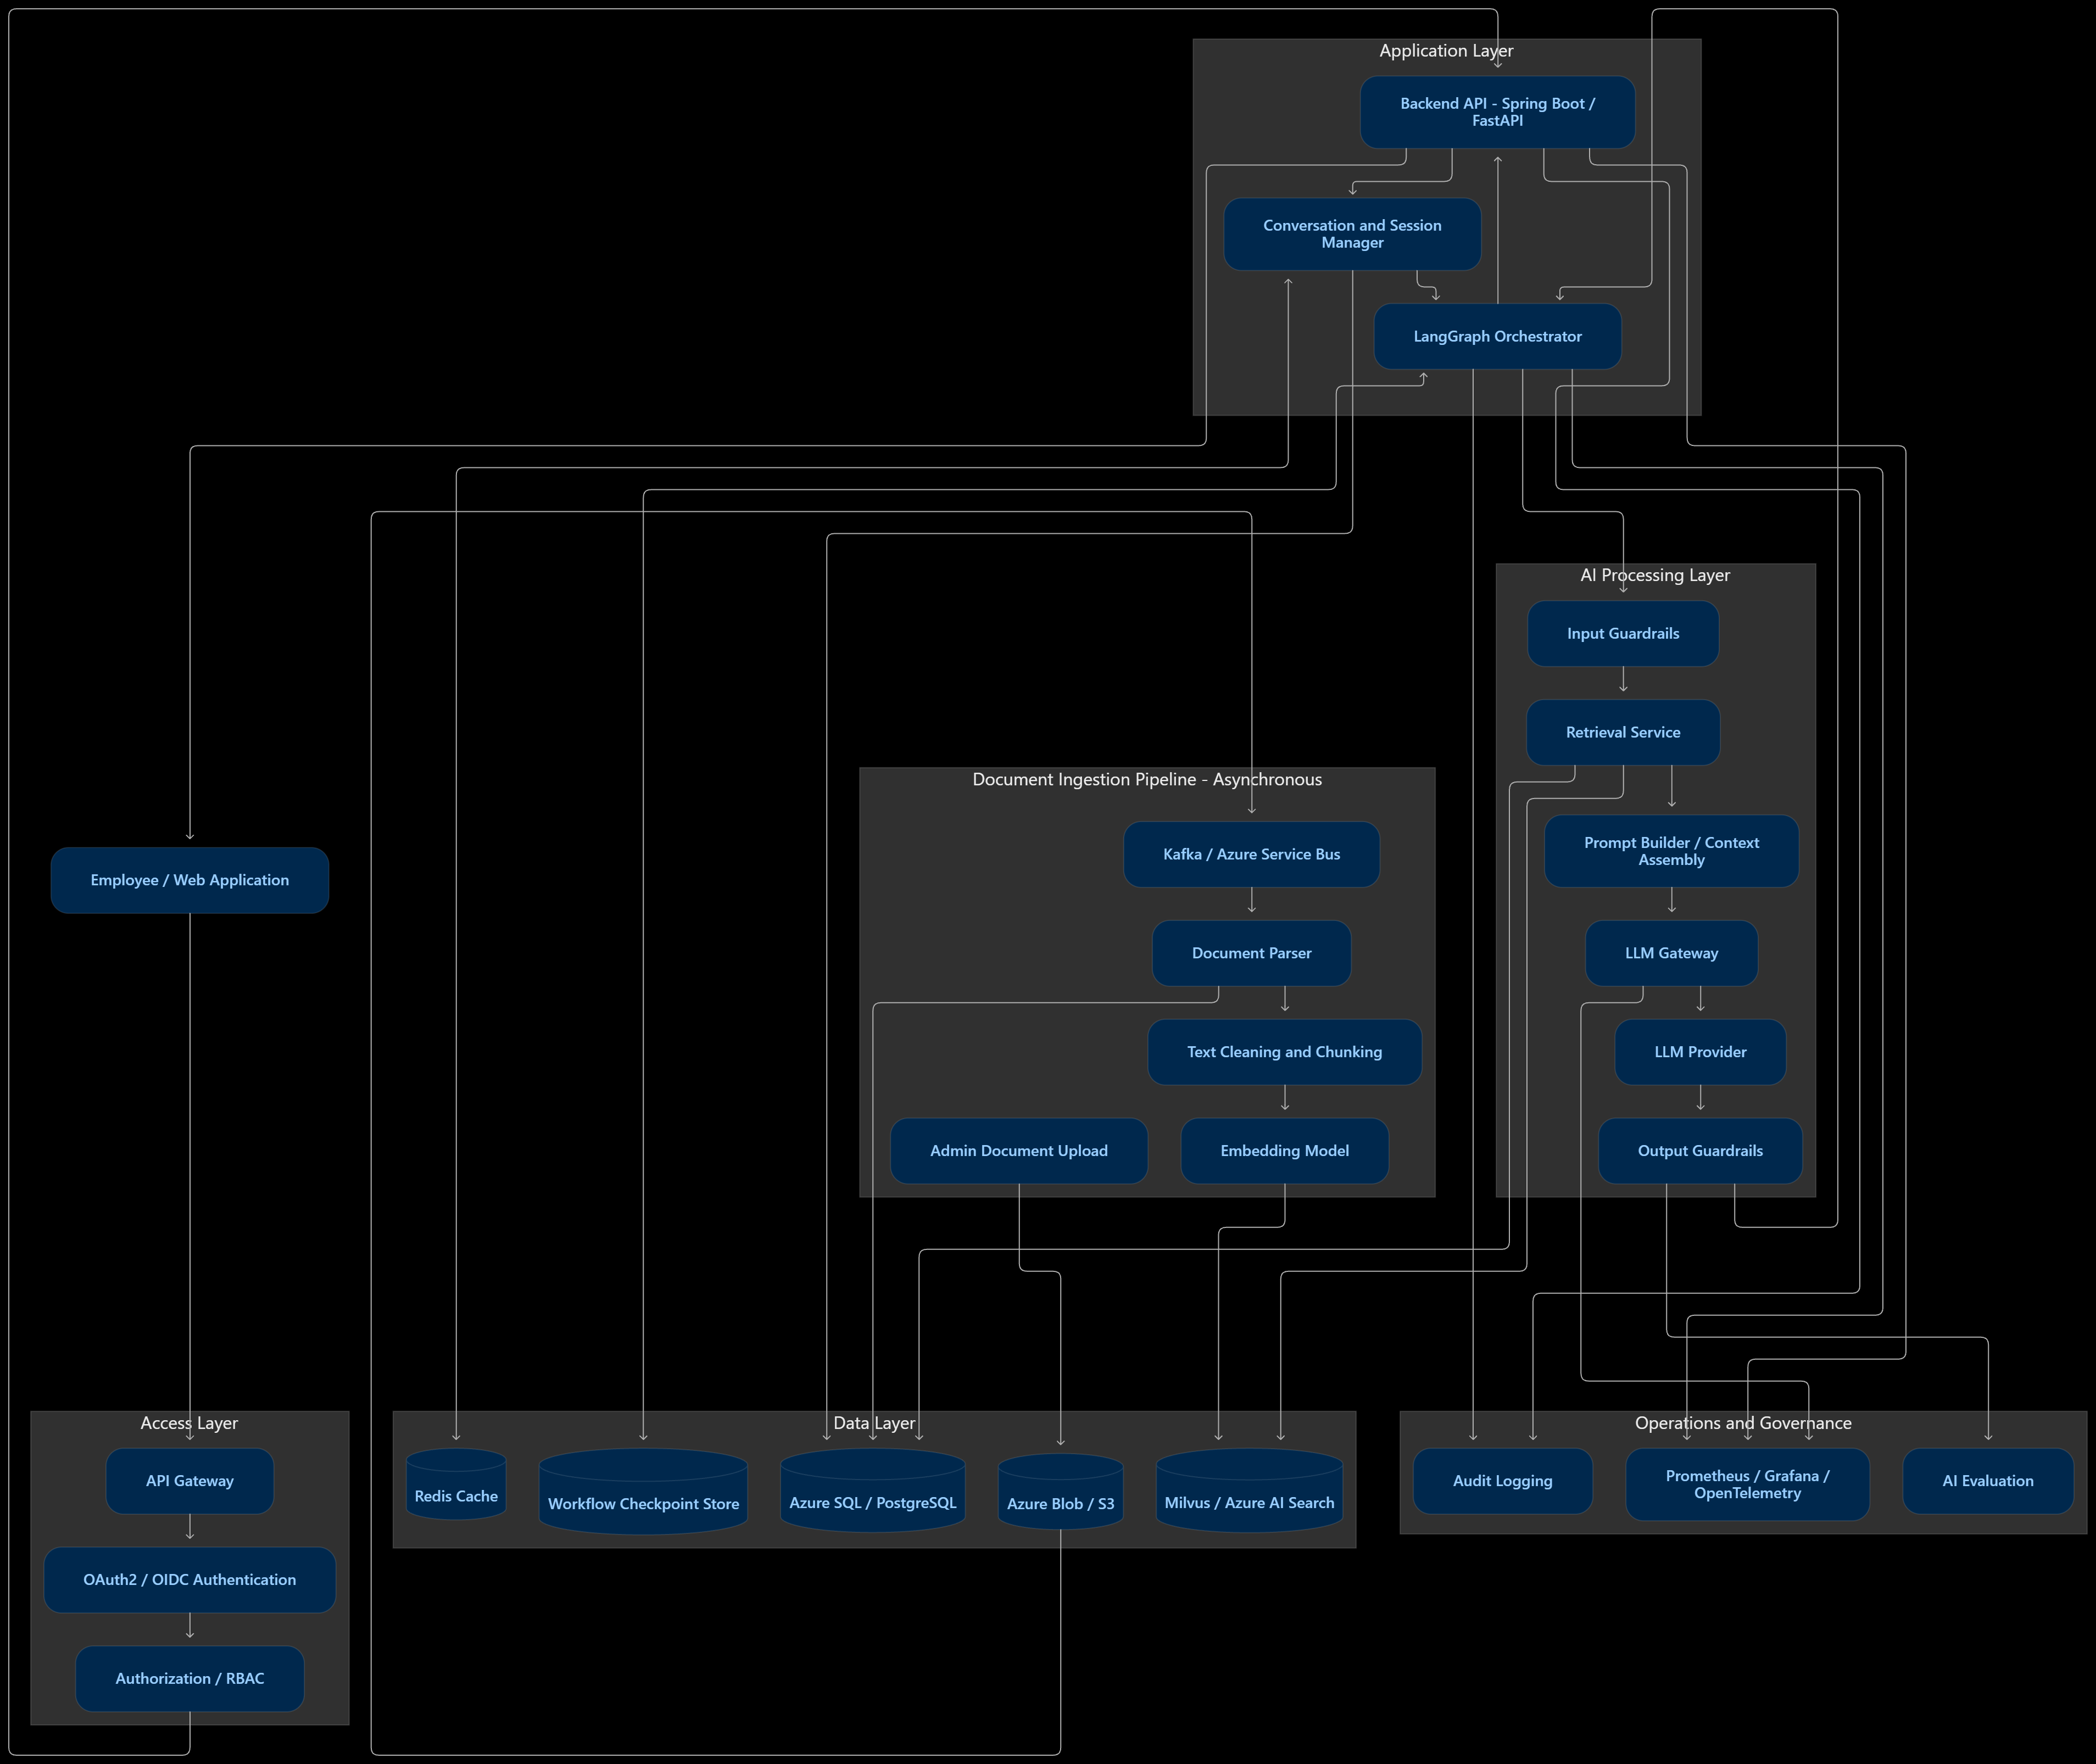 Application Layer
Backend API - Spring Boot /
FastAPI
Conversation and Session
Manager
LangGraph Orchestrator
AI Processing Layer
Input Guardrails
Retrieval Service
Prompt Builder / Context
Assembly
LLM Gateway
LLM Provider
Output Guardrails
Document Ingestion Pipeline - Asynchronous
Kafka / Azure Service Bus
Document Parser
Text Cleaning and Chunking
Admin Document Upload
Embedding Model
Employee / Web Application
Access Layer
API Gateway
OAuth2 / OIDC Authentication
Authorization / RBAC
Data Layer
Redis Cache
Workflow Checkpoint Store
Azure SQL / PostgreSQL
Azure Blob / S3
Milvus / Azure AI Search
Operations and Governance
Audit Logging
Prometheus / Grafana /
OpenTelemetry
AI Evaluation